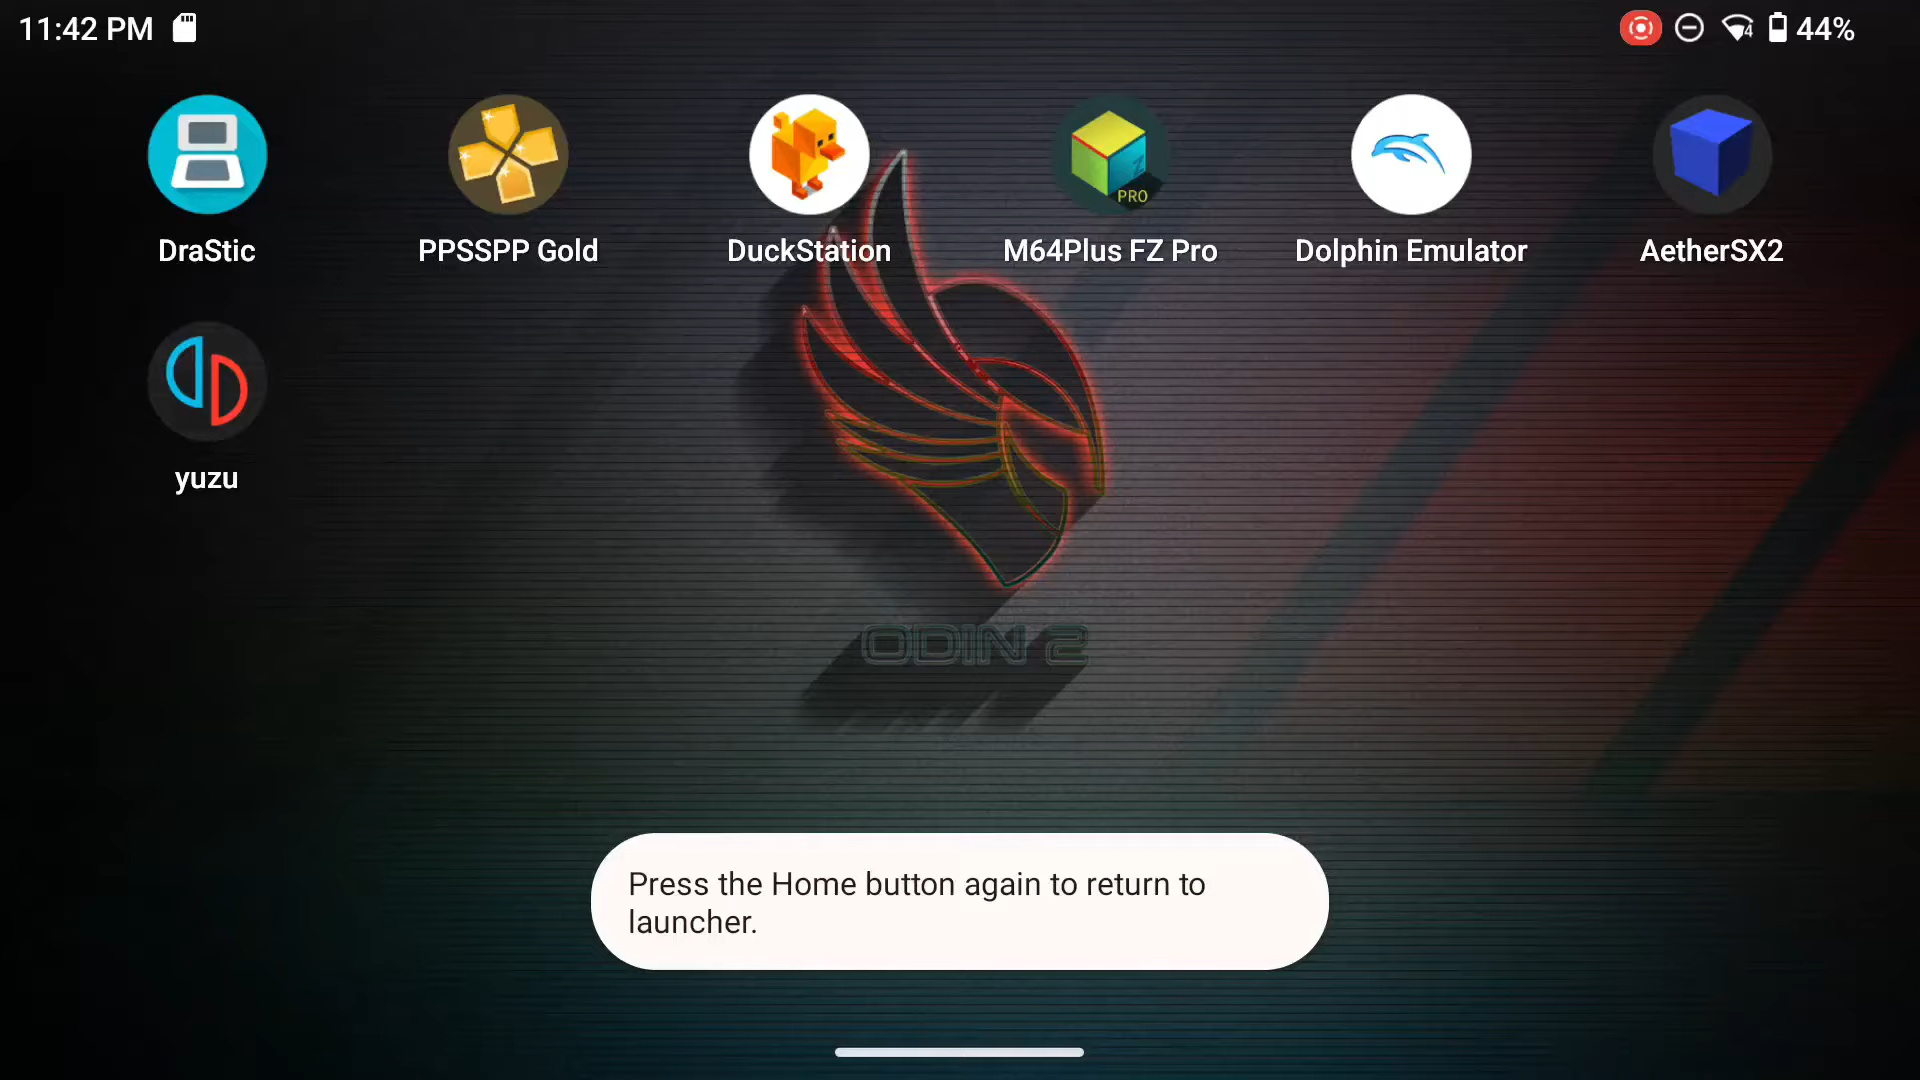 11:42 PM
4
44%
DraStic
PPSSPP Gold
DuckStation
Z
PRO
M64Plus FZ Pro
Dolphin Emulator
AetherSX2
yuzu
ODIN 2
Press the Home button again to return to
launcher.